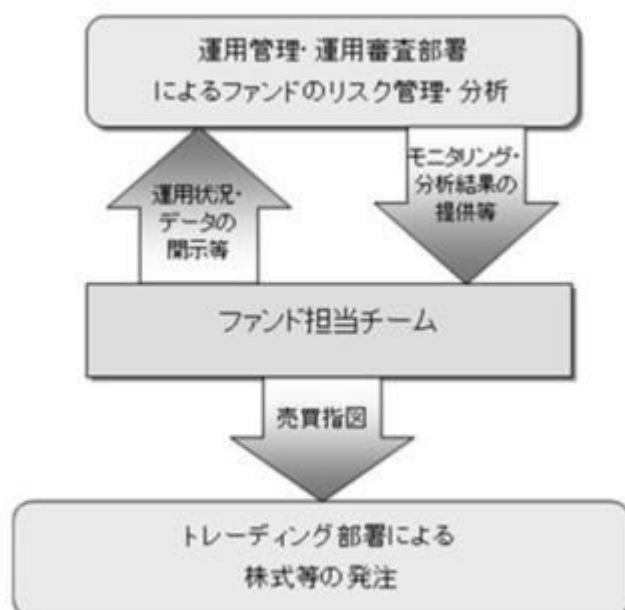 運用管理・運用審査部署
によるファンドのリスク管理・分析
運用状況・
データの
開示等
モニタリング・
分析結果の
提供等
ファンド担当チーム
売買指図
トレーディング部署による
株式等の発注